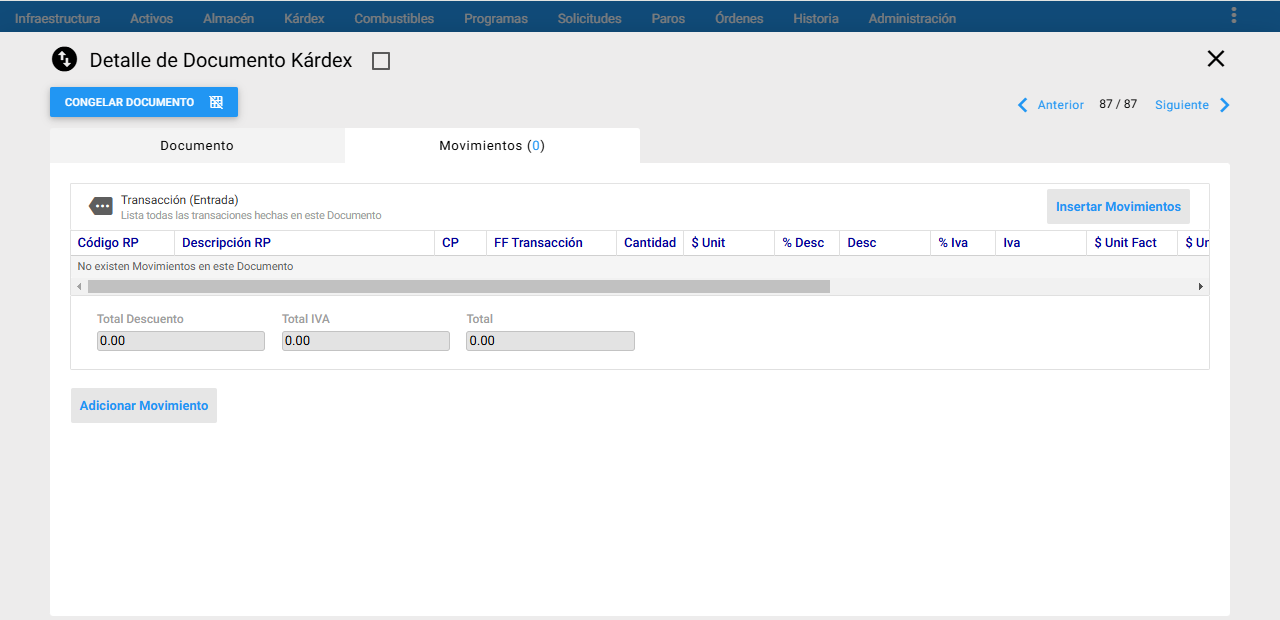 Infraestructura Activos Almacén Kárdex Combustibles Programas Solicitudes Paros Órdenes Historia Administración
Detalle de Documento Kárdex
CONGELAR DOCUMENTO
Anterior 87 / 87 Siguiente
Documento Movimientos (0)
Transacción (Entrada)
Lista todas las transaciones hechas en este Documento
Insertar Movimientos
Código RP Descripción RP CP FF Transacción Cantidad $ Unit % Desc Desc % Iva Iva $ Unit Fact $ Ur
No existen Movimientos en este Documento
Total Descuento Total IVA Total
0.00 0.00 0.00
Adicionar Movimiento